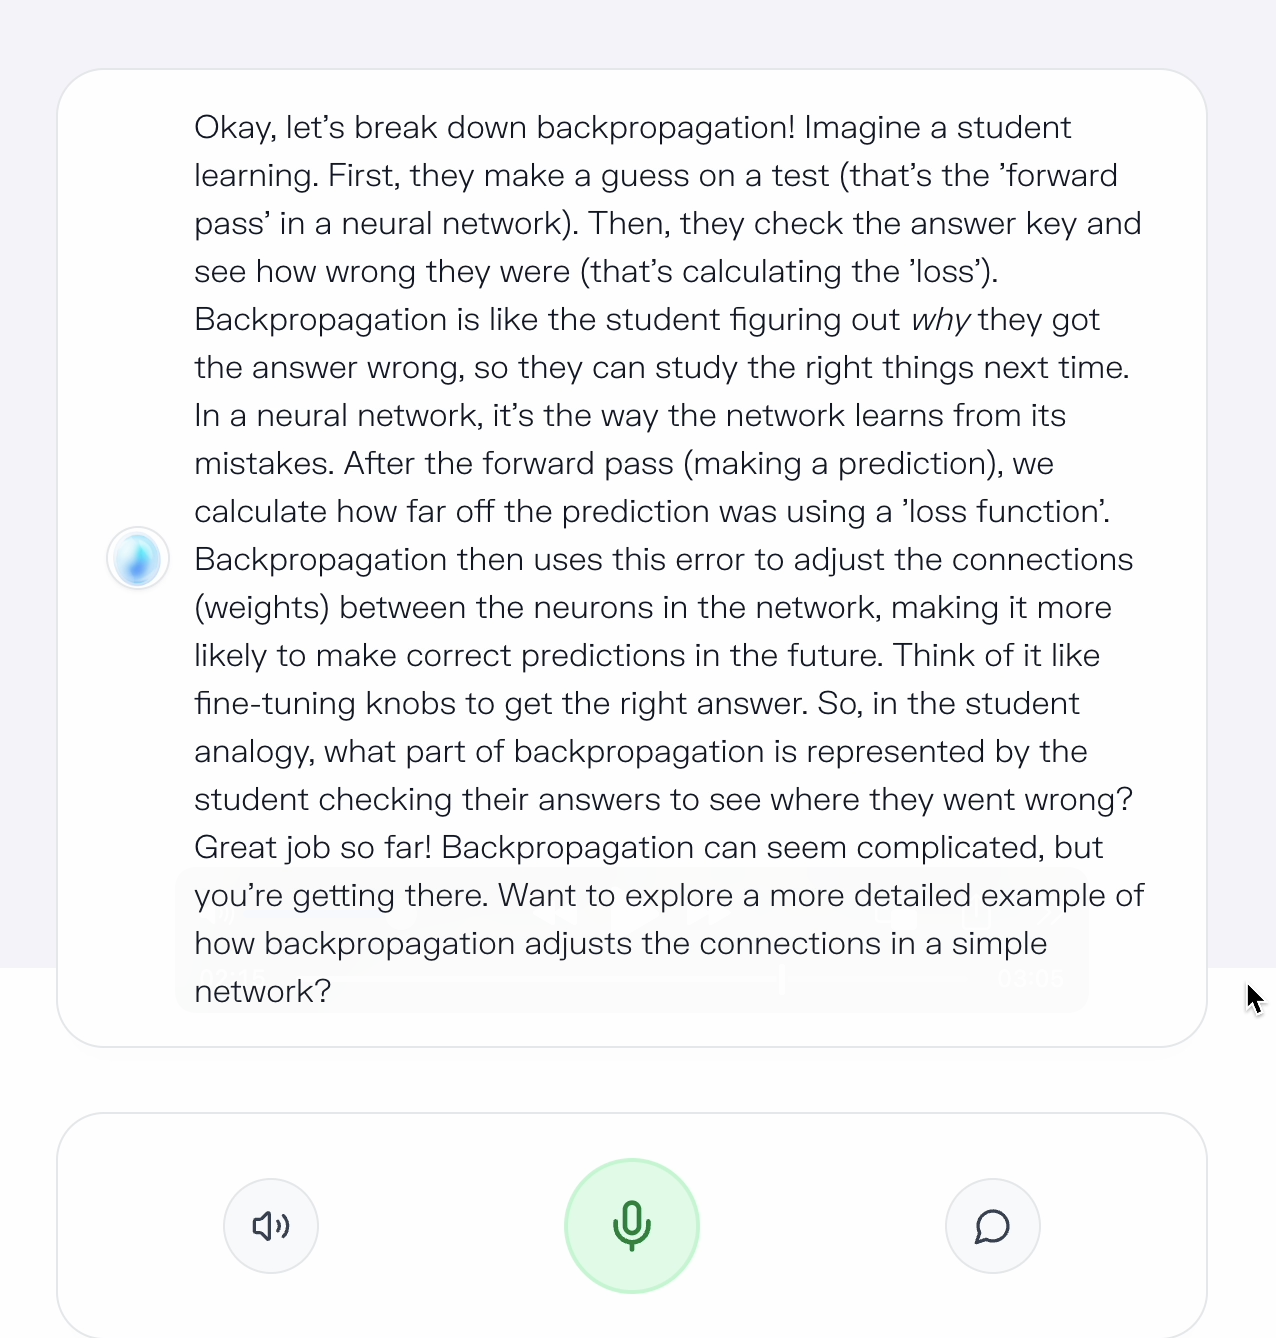 Okay, let’s break down backpropagation! Imagine a student
learning. First, they make a guess on a test (that’s the ’forward
pass’ in a neural network). Then, they check the answer key and
see how wrong they were (that’s calculating the ’loss’).
Backpropagation is like the student figuring out why they got
the answer wrong, so they can study the right things next time.
In a neural network, it’s the way the network learns from its
mistakes. After the forward pass (making a prediction), we
calculate how far off the prediction was using a ’loss function’.
Backpropagation then uses this error to adjust the connections
(weights) between the neurons in the network, making it more
likely to make correct predictions in the future. Think of it like
fine-tuning knobs to get the right answer. So, in the student
analogy, what part of backpropagation is represented by the
student checking their answers to see where they went wrong?
Great job so far! Backpropagation can seem complicated, but
you’re getting there. Want to explore a more detailed example of
how backpropagation adjusts the connections in a simple
network?